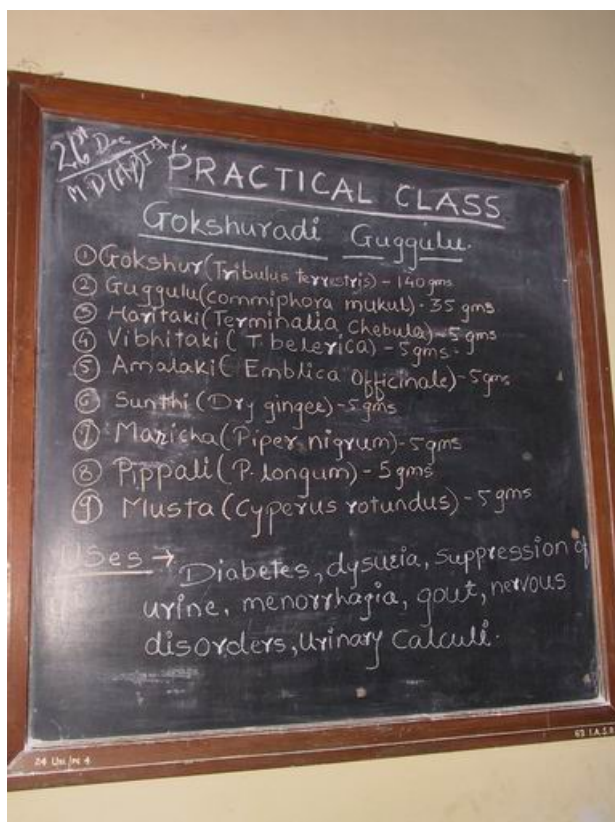 26th Dec
M D (Ay)
PRACTICAL CLASS
Gokshuradi Guggulu.
① Gokshur (Tribulus terrestris) - 140 gms
② Guggulu (commiphora mukul) - 35 gms
③ Haritaki (Terminalia chebula) - 5 gms
④ Vibhitaki (T. belerica) - 5 gms.
⑤ Amalaki (Emblica Officinale) - 5 gms
⑥ Sunthi (Dry ginger) - 5 gms
⑦ Maricha (Piper nigrum) - 5 gms
⑧ Pippali (P. longum) - 5 gms
⑨ Musta (Cyperus rotundus) - 5 gms
Uses → Diabetes, dysuria, suppression of
urine, menorrhagia, gout, nervous
disorders, Urinary Calculi.